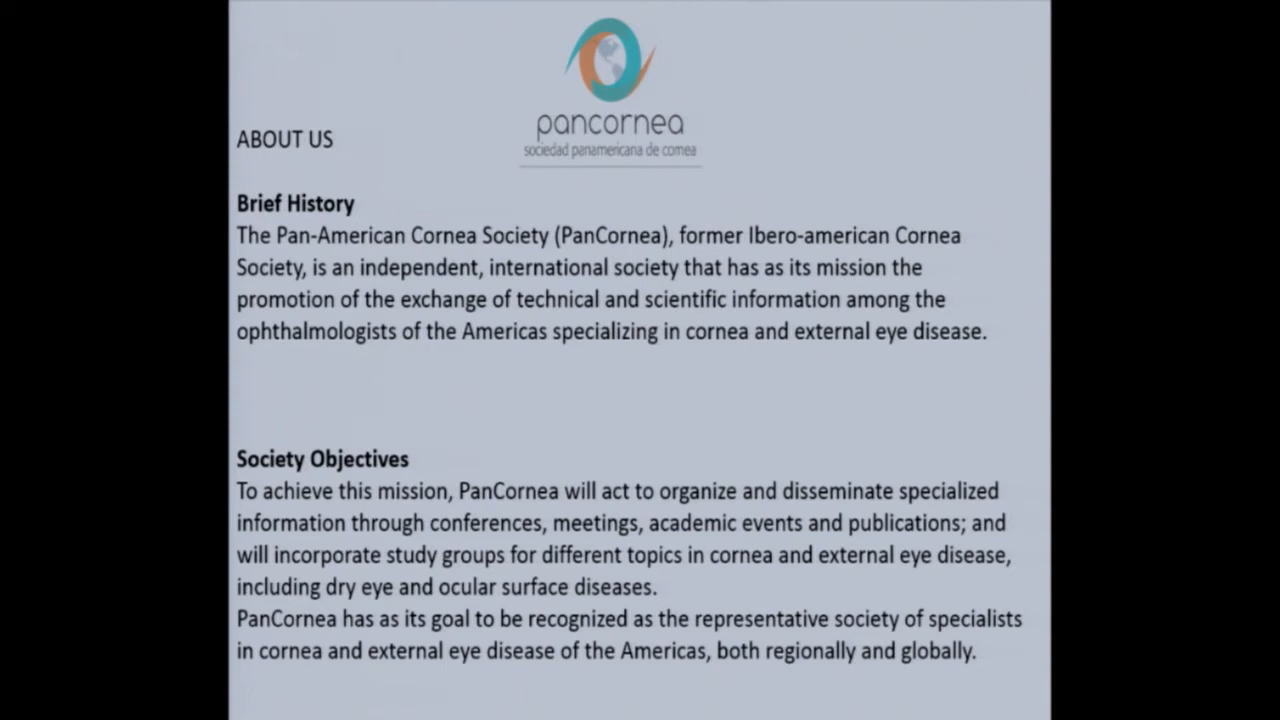 pancornea
sociedad panamericana de cornea
ABOUT US
Brief History
The Pan-American Cornea Society (PanCornea), former Ibero-american Cornea
Society, is an independent, international society that has as its mission the
promotion of the exchange of technical and scientific information among the
ophthalmologists of the Americas specializing in cornea and external eye disease.
Society Objectives
To achieve this mission, PanCornea will act to organize and disseminate specialized
information through conferences, meetings, academic events and publications; and
will incorporate study groups for different topics in cornea and external eye disease,
including dry eye and ocular surface diseases.
PanCornea has as its goal to be recognized as the representative society of specialists
in cornea and external eye disease of the Americas, both regionally and globally.